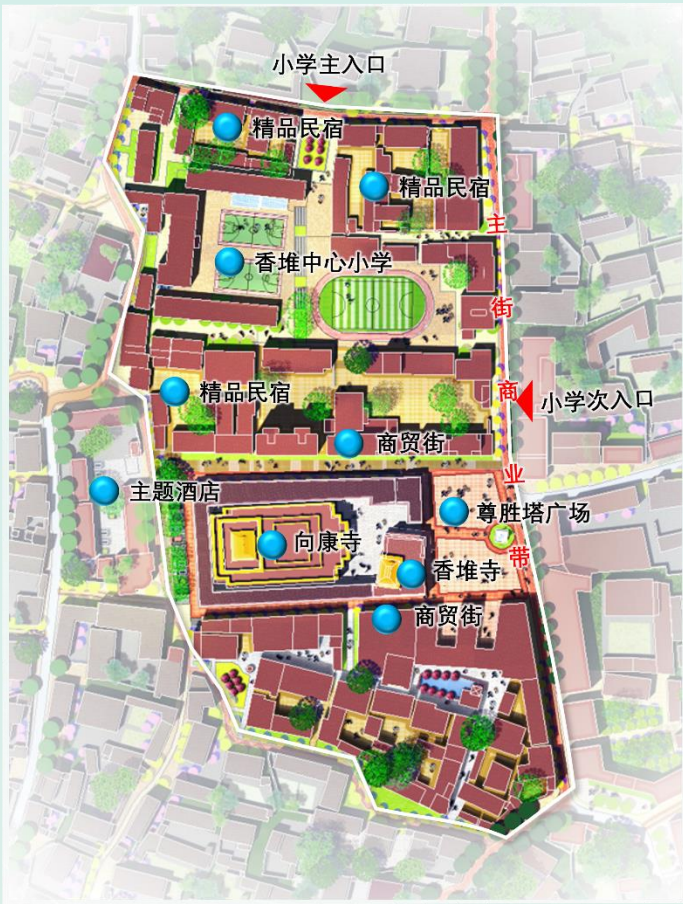 小学主入口
精品民宿
精品民宿
主街商业带
香堆中心小学
精品民宿
小学次入口
商贸街
主题酒店
尊胜塔广场
向康寺
香堆寺
商贸街